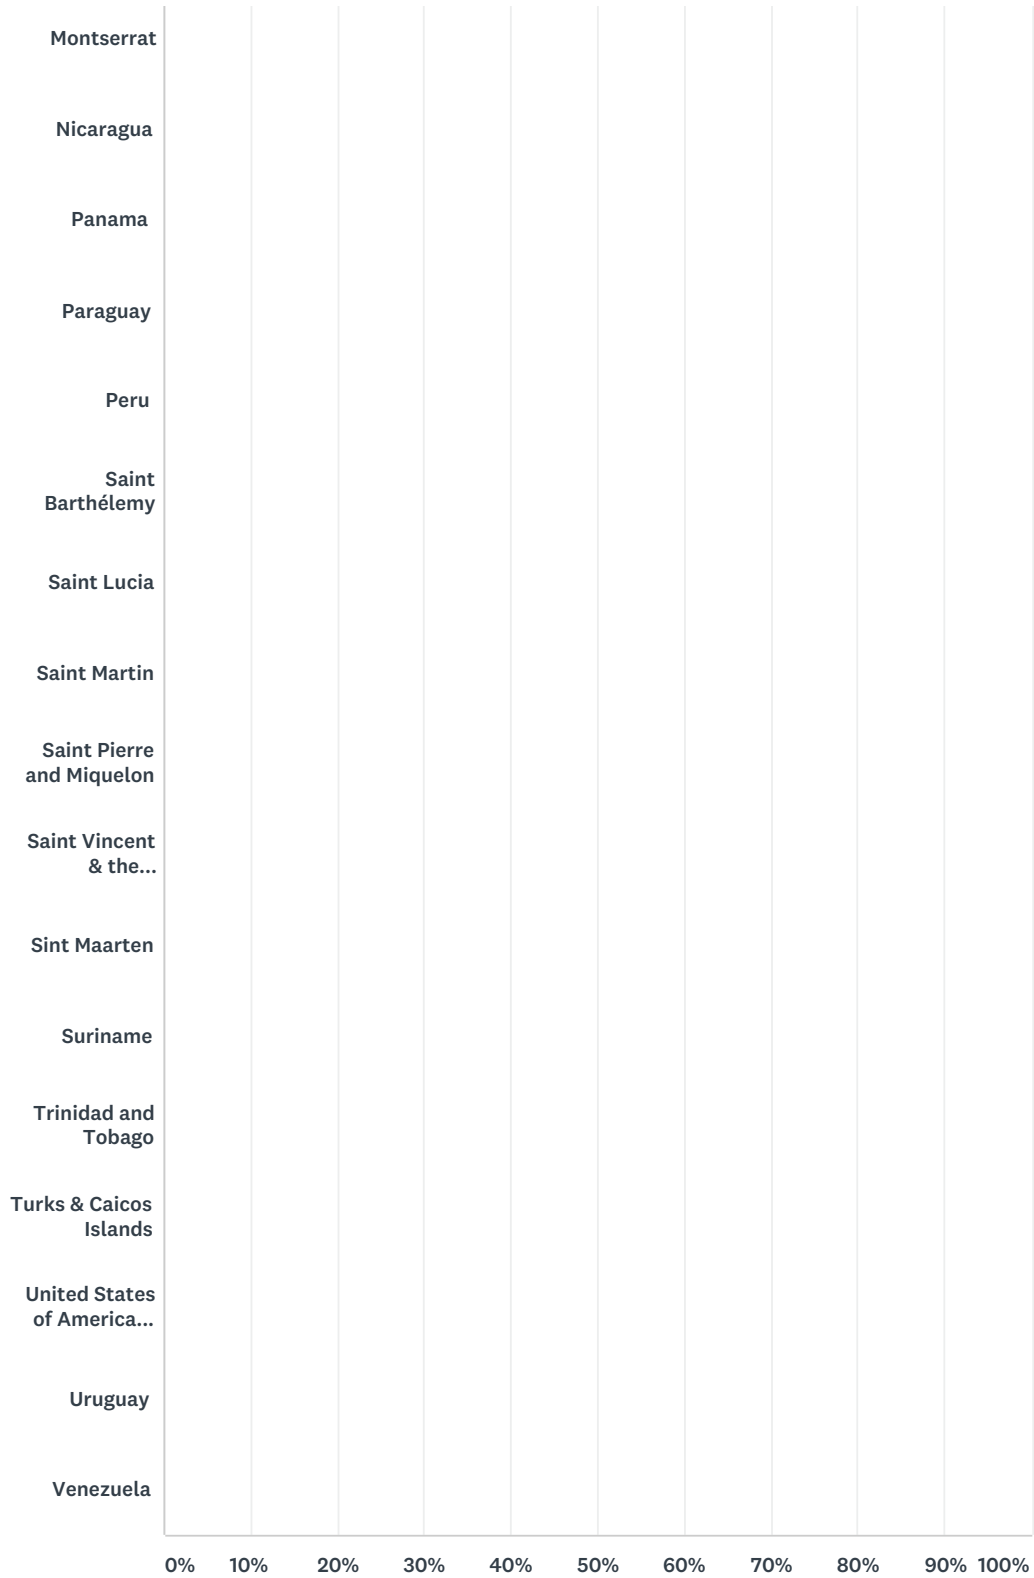 Montserrat
Nicaragua
Panama
Paraguay
Peru
Saint
Barthélemy
Saint Lucia
Saint Martin
Saint Pierre
and Miquelon
Saint Vincent
& the...
Sint Maarten
Suriname
Trinidad and
Tobago
Turks & Caicos
Islands
United States
of America...
Uruguay
Venezuela
0% 10% 20% 30% 40% 50% 60% 70% 80% 90% 100%